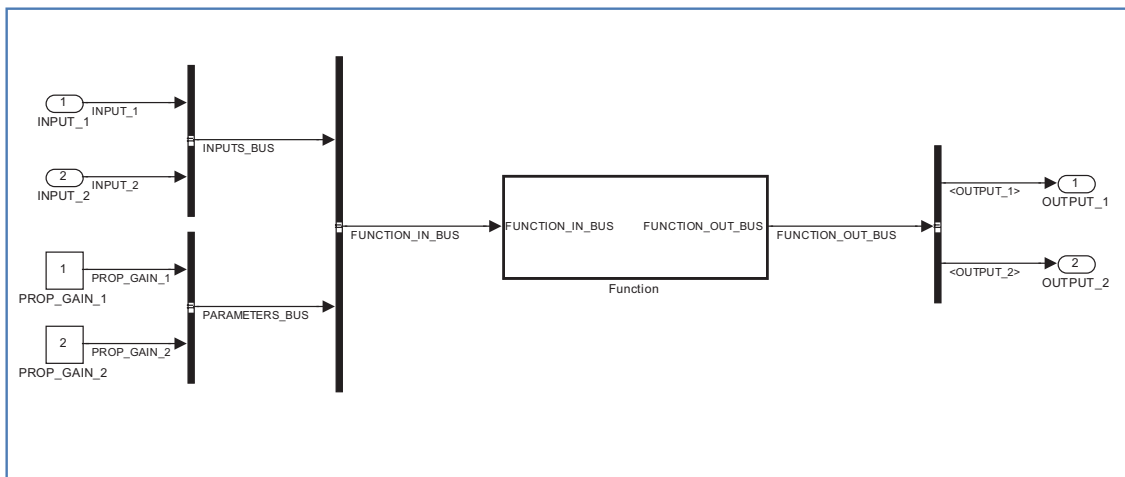 1
INPUT_1
INPUT_1
INPUTS_BUS
2
INPUT_2
INPUT_2
1
PROP_GAIN_1
PROP_GAIN_1
PARAMETERS_BUS
2
PROP_GAIN_2
PROP_GAIN_2
FUNCTION_IN_BUS
FUNCTION_IN_BUS
FUNCTION_OUT_BUS
Function
FUNCTION_OUT_BUS
<OUTPUT_1>
1
OUTPUT_1
<OUTPUT_2>
2
OUTPUT_2